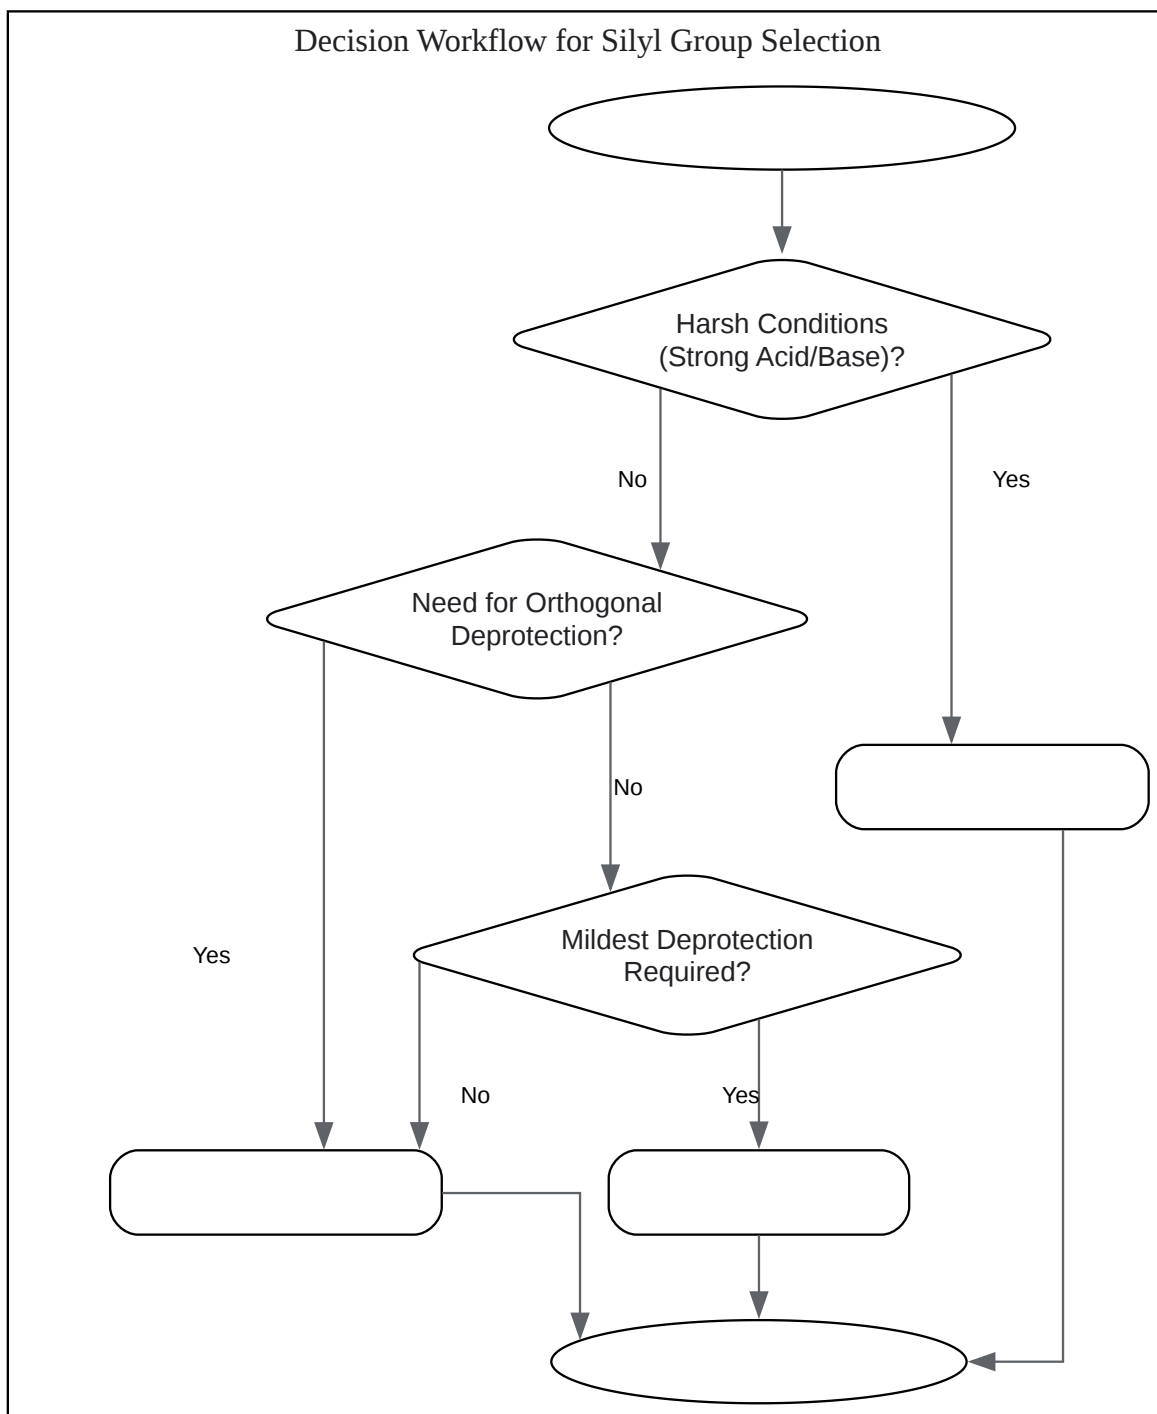 Decision Workflow for Silyl Group Selection
Harsh Conditions
(Strong Acid/Base)?
No
Yes
Need for Orthogonal
Deprotection?
No
Yes
Mildest Deprotection
Required?
No
Yes